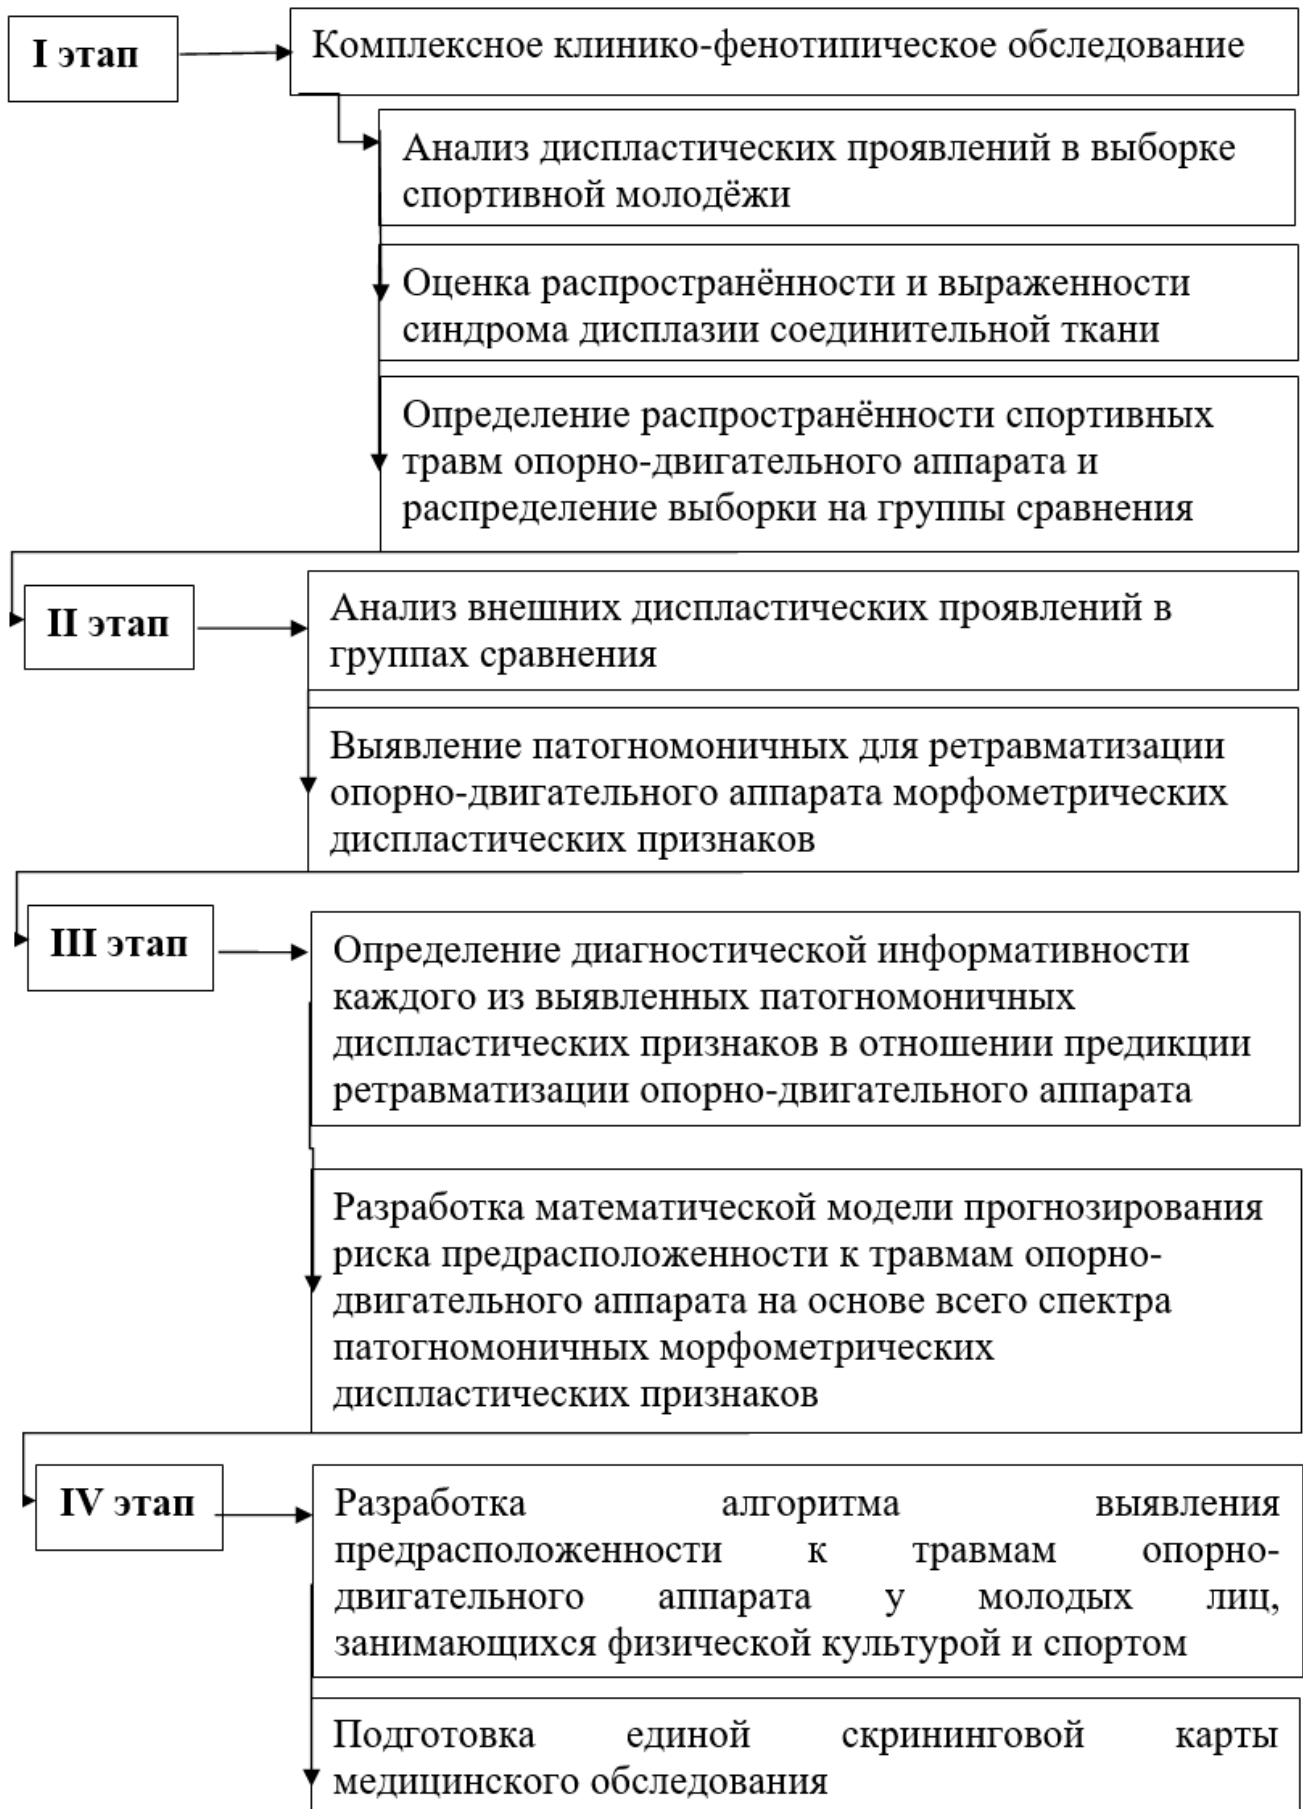 I этап
Комплексное клинико-фенотипическое обследование
Анализ диспластических проявлений в выборке
спортивной молодёжи
Оценка распространённости и выраженности
синдрома дисплазии соединительной ткани
Определение распространённости спортивных
травм опорно-двигательного аппарата и
распределение выборки на группы сравнения
II этап
Анализ внешних диспластических проявлений в
группах сравнения
Выявление патогномоничных для ретравматизации
опорно-двигательного аппарата морфометрических
диспластических признаков
III этап
Определение диагностической информативности
каждого из выявленных патогномоничных
диспластических признаков в отношении предикции
ретравматизации опорно-двигательного аппарата
Разработка математической модели прогнозирования
риска предрасположенности к травмам опорно-
двигательного аппарата на основе всего спектра
патогномоничных морфометрических
диспластических признаков
IV этап
Разработка алгоритма выявления
предрасположенности к травмам опорно-
двигательного аппарата у молодых лиц,
занимающихся физической культурой и спортом
Подготовка единой скрининговой карты
медицинского обследования